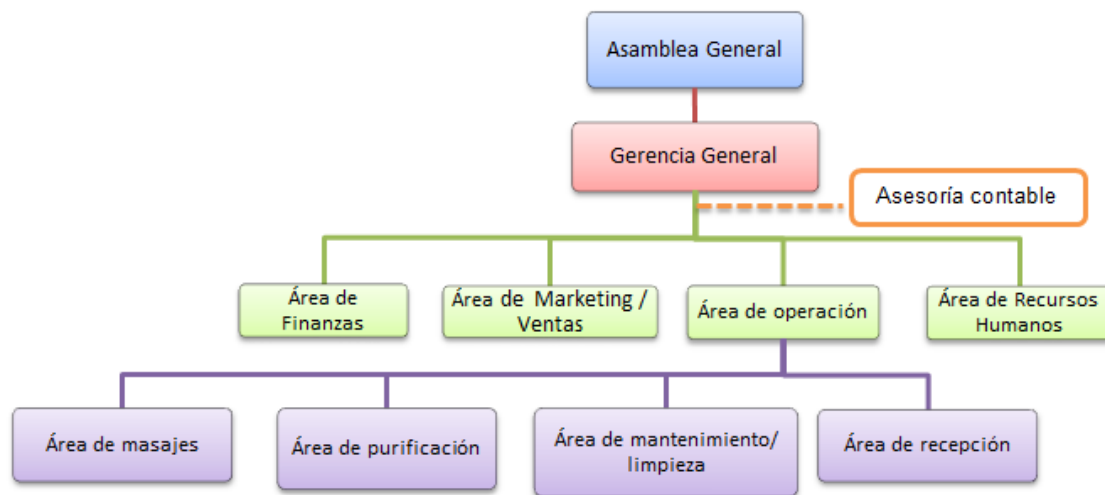 Asamblea General
Gerencia General
Asesoría contable
Área de
Finanzas
Área de Marketing /
Ventas
Área de operación
Área de Recursos
Humanos
Área de masajes
Área de purificación
Área de mantenimiento/
limpieza
Área de recepción